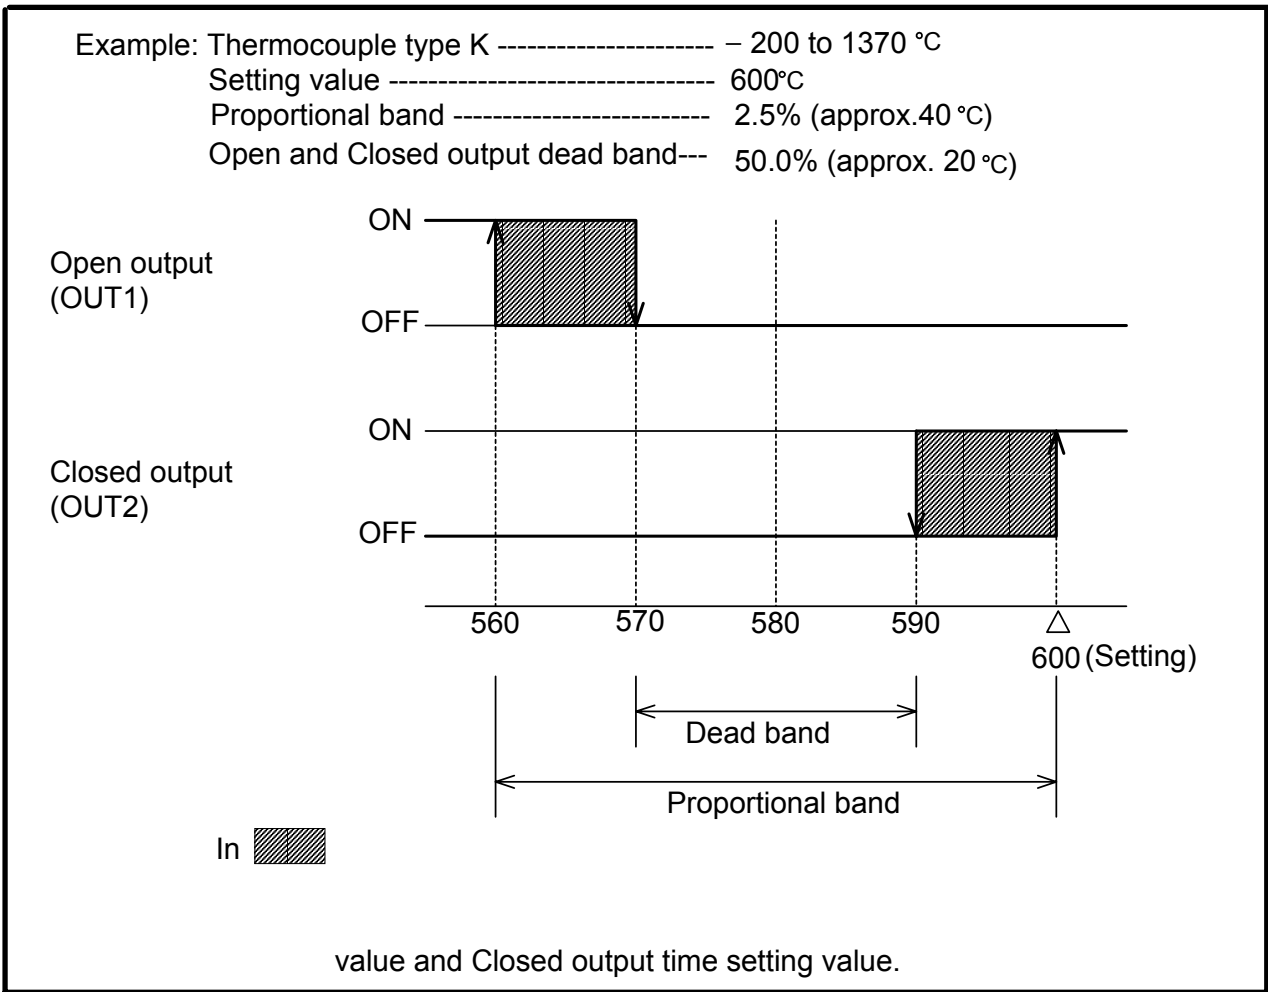 Example: Thermocouple type K ---------------------- – 200 to 1370 °C
Setting value --------------------------------- 600°C
Proportional band -------------------------- 2.5% (approx.40 °C)
Open and Closed output dead band--- 50.0% (approx. 20 °C)
ON
Open output
(OUT1)
OFF
ON
Closed output
(OUT2)
OFF
560 570 580 590 △
600 (Setting)
Dead band
Proportional band
In
value and Closed output time setting value.